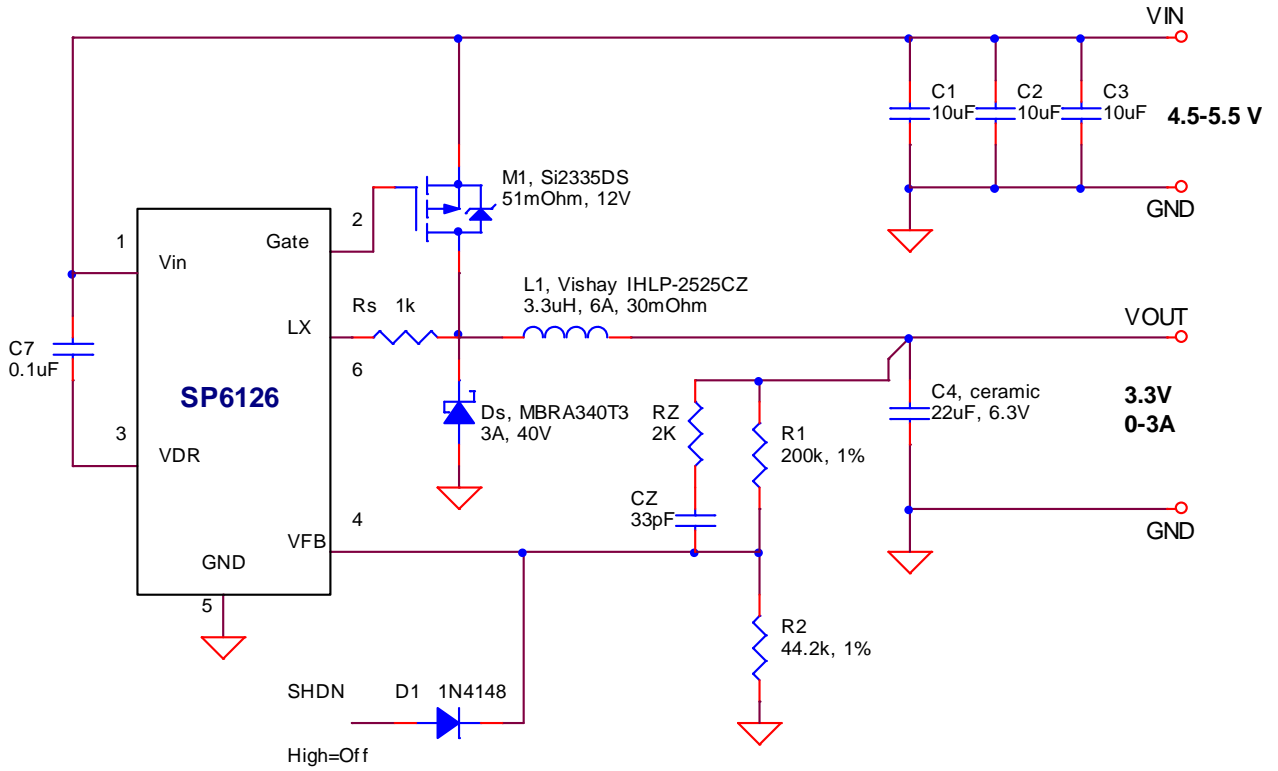 VIN
C1
10uF
C2
10uF
C3
10uF
4.5-5.5 V
GND
M1, Si2335DS
51mOhm, 12V
1
Vin
2
Gate
L1, Vishay IHLP-2525CZ
3.3uH, 6A, 30mOhm
Rs 1k
LX
6
VOUT
C7
0.1uF
SP6126
Ds, MBRA340T3
3A, 40V
RZ
2K
R1
200k, 1%
C4, ceramic
22uF, 6.3V
3.3V
0-3A
3
VDR
CZ
33pF
4
VFB
GND
GND
5
R2
44.2k, 1%
SHDN
D1 1N4148
High=Off